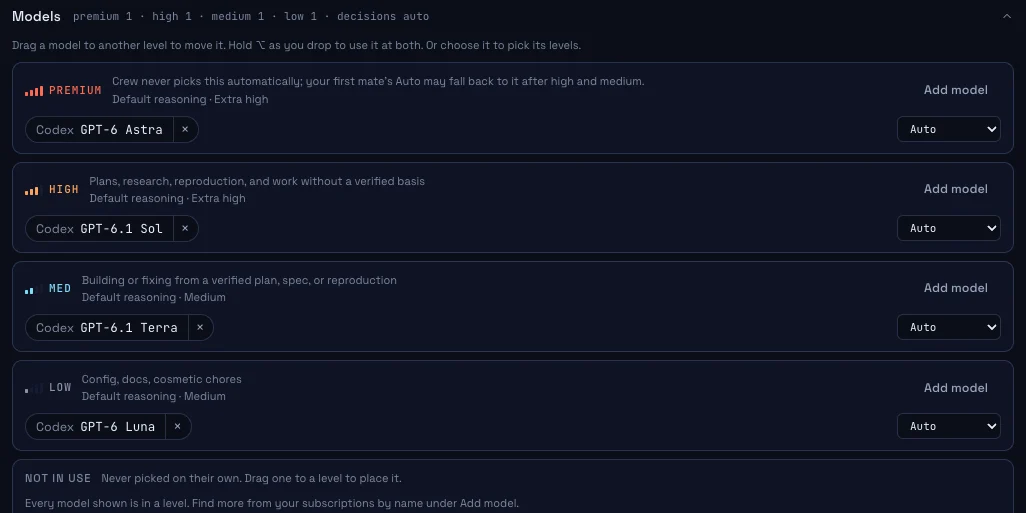 Models premium 1 · high 1 · medium 1 · low 1 · decisions auto
Drag a model to another level to move it. Hold ⌥ as you drop to use it at both. Or choose it to pick its levels.
PREMIUM Crew never picks this automatically; your first mate's Auto may fall back to it after high and medium.
Default reasoning · Extra high
Add model
Codex GPT-6 Astra ×
Auto
HIGH Plans, research, reproduction, and work without a verified basis
Default reasoning · Extra high
Add model
Codex GPT-6.1 Sol ×
Auto
MED Building or fixing from a verified plan, spec, or reproduction
Default reasoning · Medium
Add model
Codex GPT-6.1 Terra ×
Auto
LOW Config, docs, cosmetic chores
Default reasoning · Medium
Add model
Codex GPT-6 Luna ×
Auto
NOT IN USE Never picked on their own. Drag one to a level to place it.
Every model shown is in a level. Find more from your subscriptions by name under Add model.